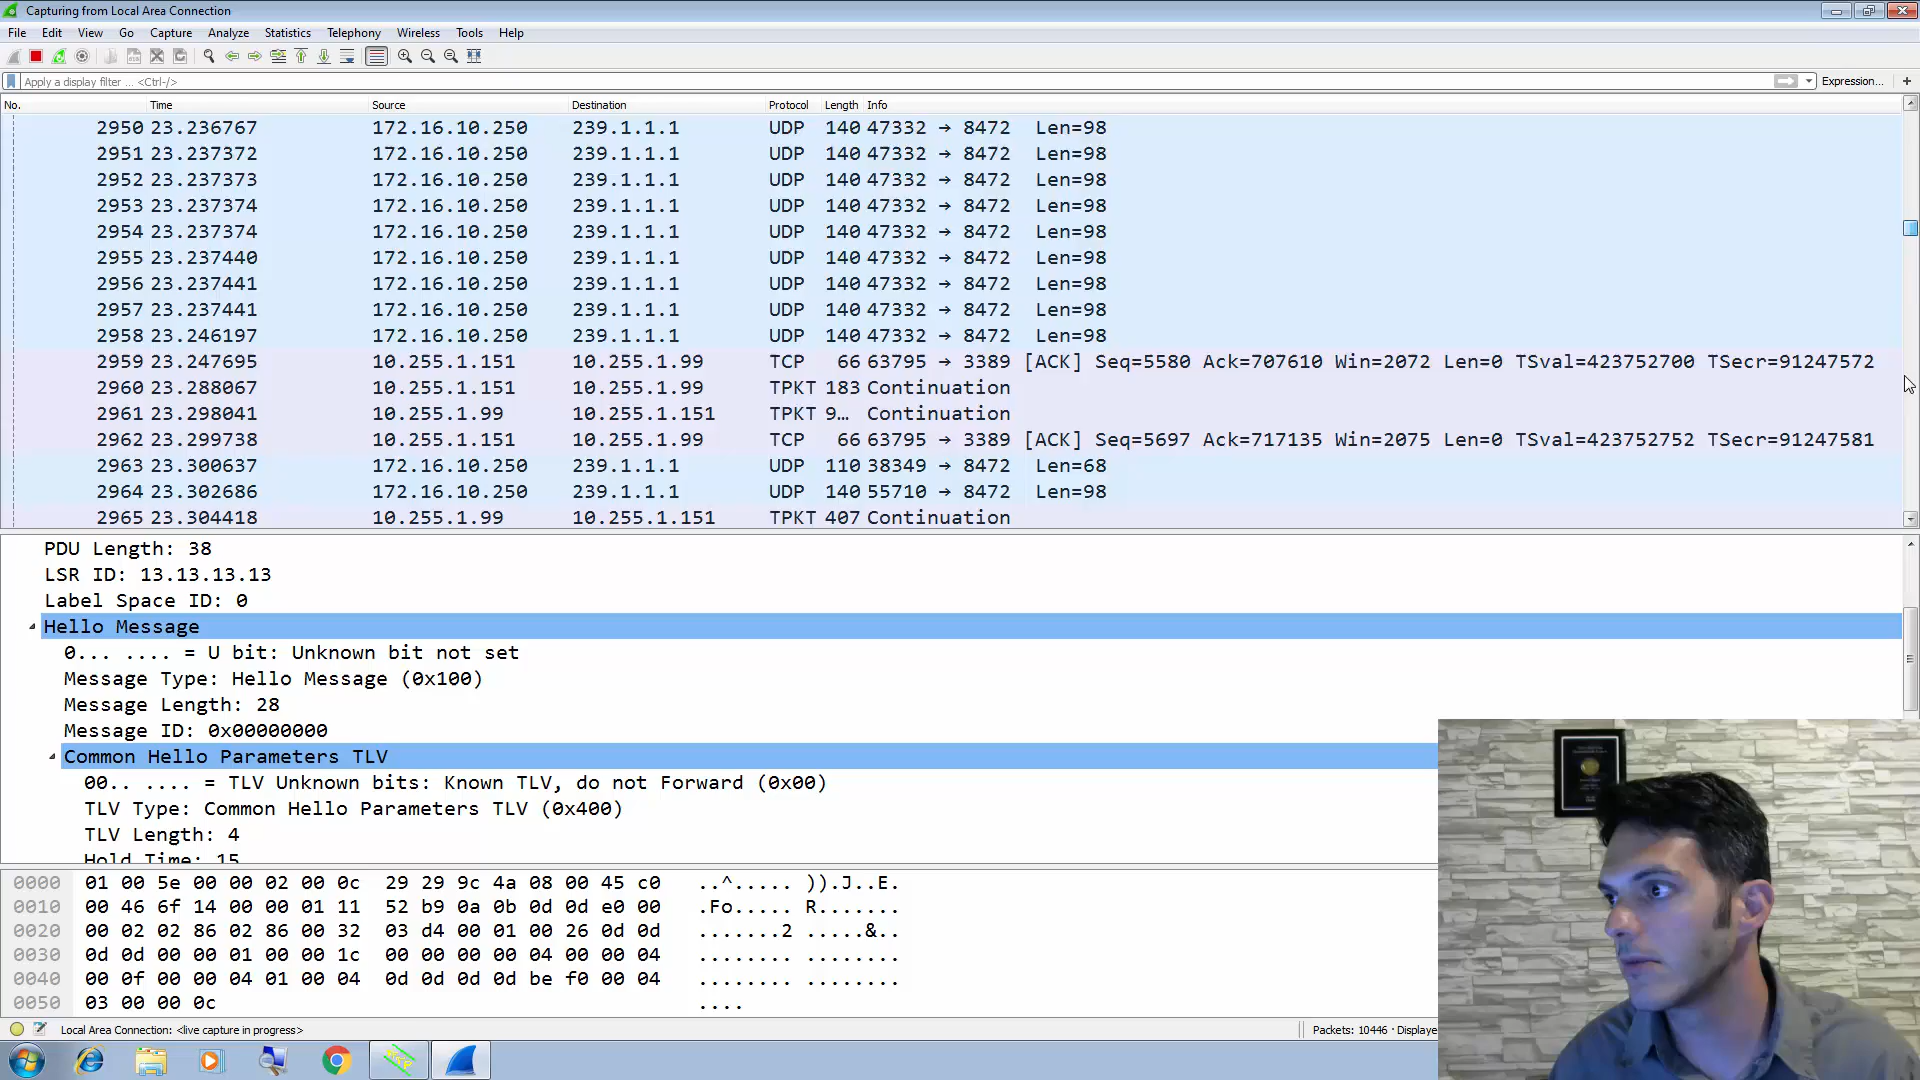 Capturing from Local Area Connection
File Edit View Go Capture Analyze Statistics Telephony Wireless Tools Help
Apply a display filter ... <Ctrl-/> Expression... +
No. Time Source Destination Protocol Length Info
2950 23.236767 172.16.10.250 239.1.1.1 UDP 140 47332 → 8472 Len=98
2951 23.237372 172.16.10.250 239.1.1.1 UDP 140 47332 → 8472 Len=98
2952 23.237373 172.16.10.250 239.1.1.1 UDP 140 47332 → 8472 Len=98
2953 23.237374 172.16.10.250 239.1.1.1 UDP 140 47332 → 8472 Len=98
2954 23.237374 172.16.10.250 239.1.1.1 UDP 140 47332 → 8472 Len=98
2955 23.237440 172.16.10.250 239.1.1.1 UDP 140 47332 → 8472 Len=98
2956 23.237441 172.16.10.250 239.1.1.1 UDP 140 47332 → 8472 Len=98
2957 23.237441 172.16.10.250 239.1.1.1 UDP 140 47332 → 8472 Len=98
2958 23.246197 172.16.10.250 239.1.1.1 UDP 140 47332 → 8472 Len=98
2959 23.247695 10.255.1.151 10.255.1.99 TCP 66 63795 → 3389 [ACK] Seq=5580 Ack=707610 Win=2072 Len=0 TSval=423752700 TSecr=91247572
2960 23.288067 10.255.1.151 10.255.1.99 TPKT 183 Continuation
2961 23.298041 10.255.1.99 10.255.1.151 TPKT 9… Continuation
2962 23.299738 10.255.1.151 10.255.1.99 TCP 66 63795 → 3389 [ACK] Seq=5697 Ack=717135 Win=2075 Len=0 TSval=423752752 TSecr=91247581
2963 23.300637 172.16.10.250 239.1.1.1 UDP 110 38349 → 8472 Len=68
2964 23.302686 172.16.10.250 239.1.1.1 UDP 140 55710 → 8472 Len=98
2965 23.304418 10.255.1.99 10.255.1.151 TPKT 407 Continuation
PDU Length: 38
LSR ID: 13.13.13.13
Label Space ID: 0
Hello Message
0... .... = U bit: Unknown bit not set
Message Type: Hello Message (0x100)
Message Length: 28
Message ID: 0x00000000
Common Hello Parameters TLV
00.. .... = TLV Unknown bits: Known TLV, do not Forward (0x00)
TLV Type: Common Hello Parameters TLV (0x400)
TLV Length: 4
Hold Time: 15
0000 01 00 5e 00 00 02 00 0c 29 29 9c 4a 08 00 45 c0 ..^..... )).J..E.
0010 00 46 6f 14 00 00 01 11 52 b9 0a 0b 0d 0d e0 00 .Fo..... R.......
0020 00 02 02 86 02 86 00 32 03 d4 00 01 00 26 0d 0d .......2 .....&..
0030 0d 0d 00 00 01 00 00 1c 00 00 00 00 04 00 00 04 ........ ........
0040 00 0f 00 00 04 01 00 04 0d 0d 0d 0d be f0 00 04 ........ ........
0050 03 00 00 0c ....
Local Area Connection: <live capture in progress> Packets: 10446 · Displaye